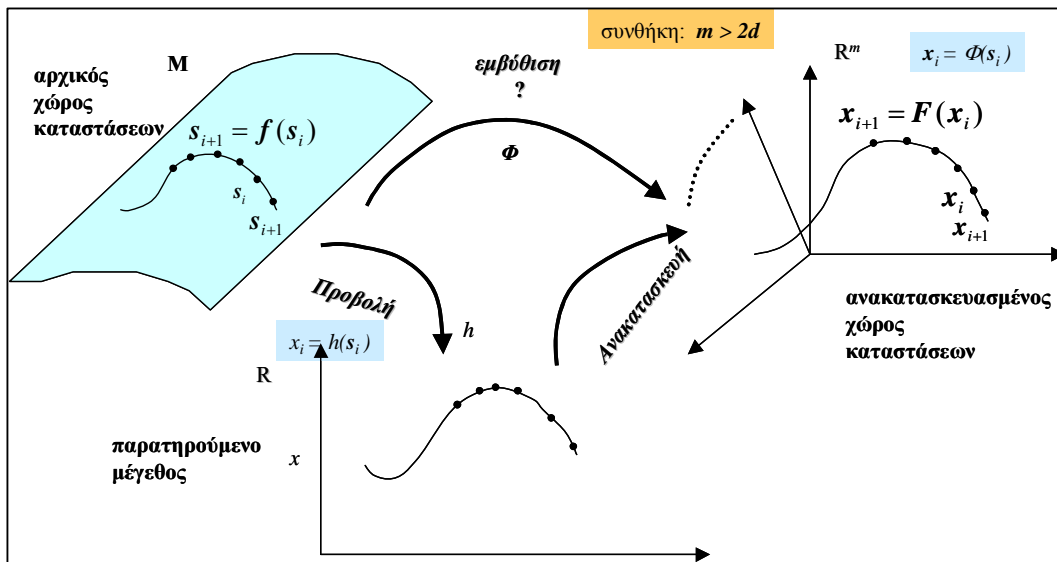 συνθήκη: m > 2d
M
αρχικός
χώρος
καταστάσεων
s_{i+1} = f(s_i)
s_i
s_{i+1}
εμβύθιση
?
Φ
R^m
x_i = Φ(s_i)
x_{i+1} = F(x_i)
x_i
x_{i+1}
Προβολή
h
Ανακατασκευή
ανακατασκευασμένος
χώρος
καταστάσεων
x_i = h(s_i)
R
παρατηρούμενο
μέγεθος
x